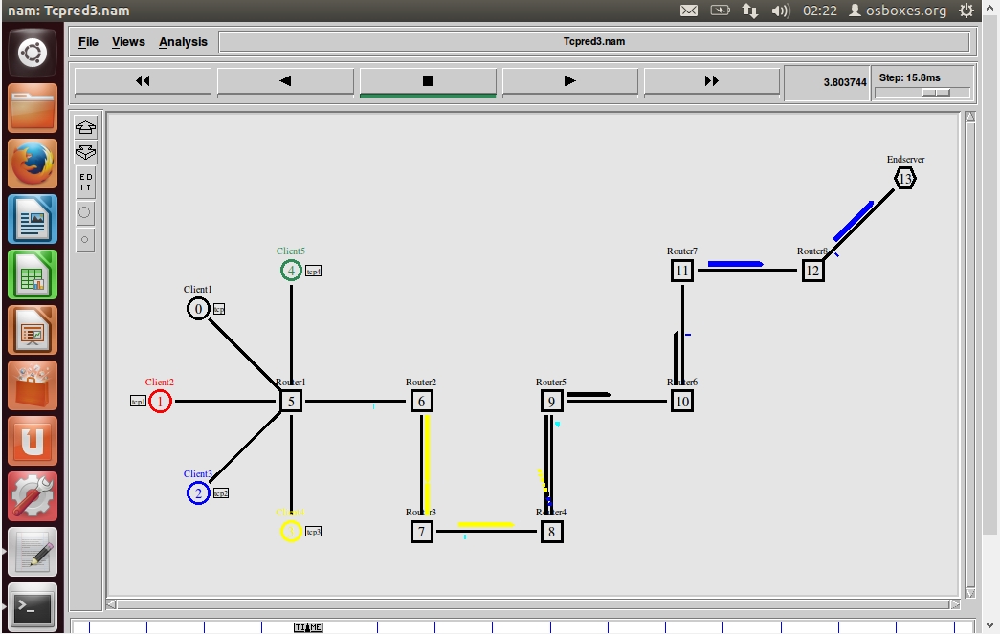 nam: Tcpred3.nam
02:22 osboxes.org
File Views Analysis Tcpred3.nam
3.803744
Step: 15.8ms
ED
IT
Endserver
13
Router7
Router8
11
12
Client5
4 tcp4
Client1
0 tcp
Client2
tcp1 1
Router1
5
Router2
6
Router5
9
Router6
10
Client3
2 tcp2
Client4
3 tcp3
Router3
7
Router4
8
TIME